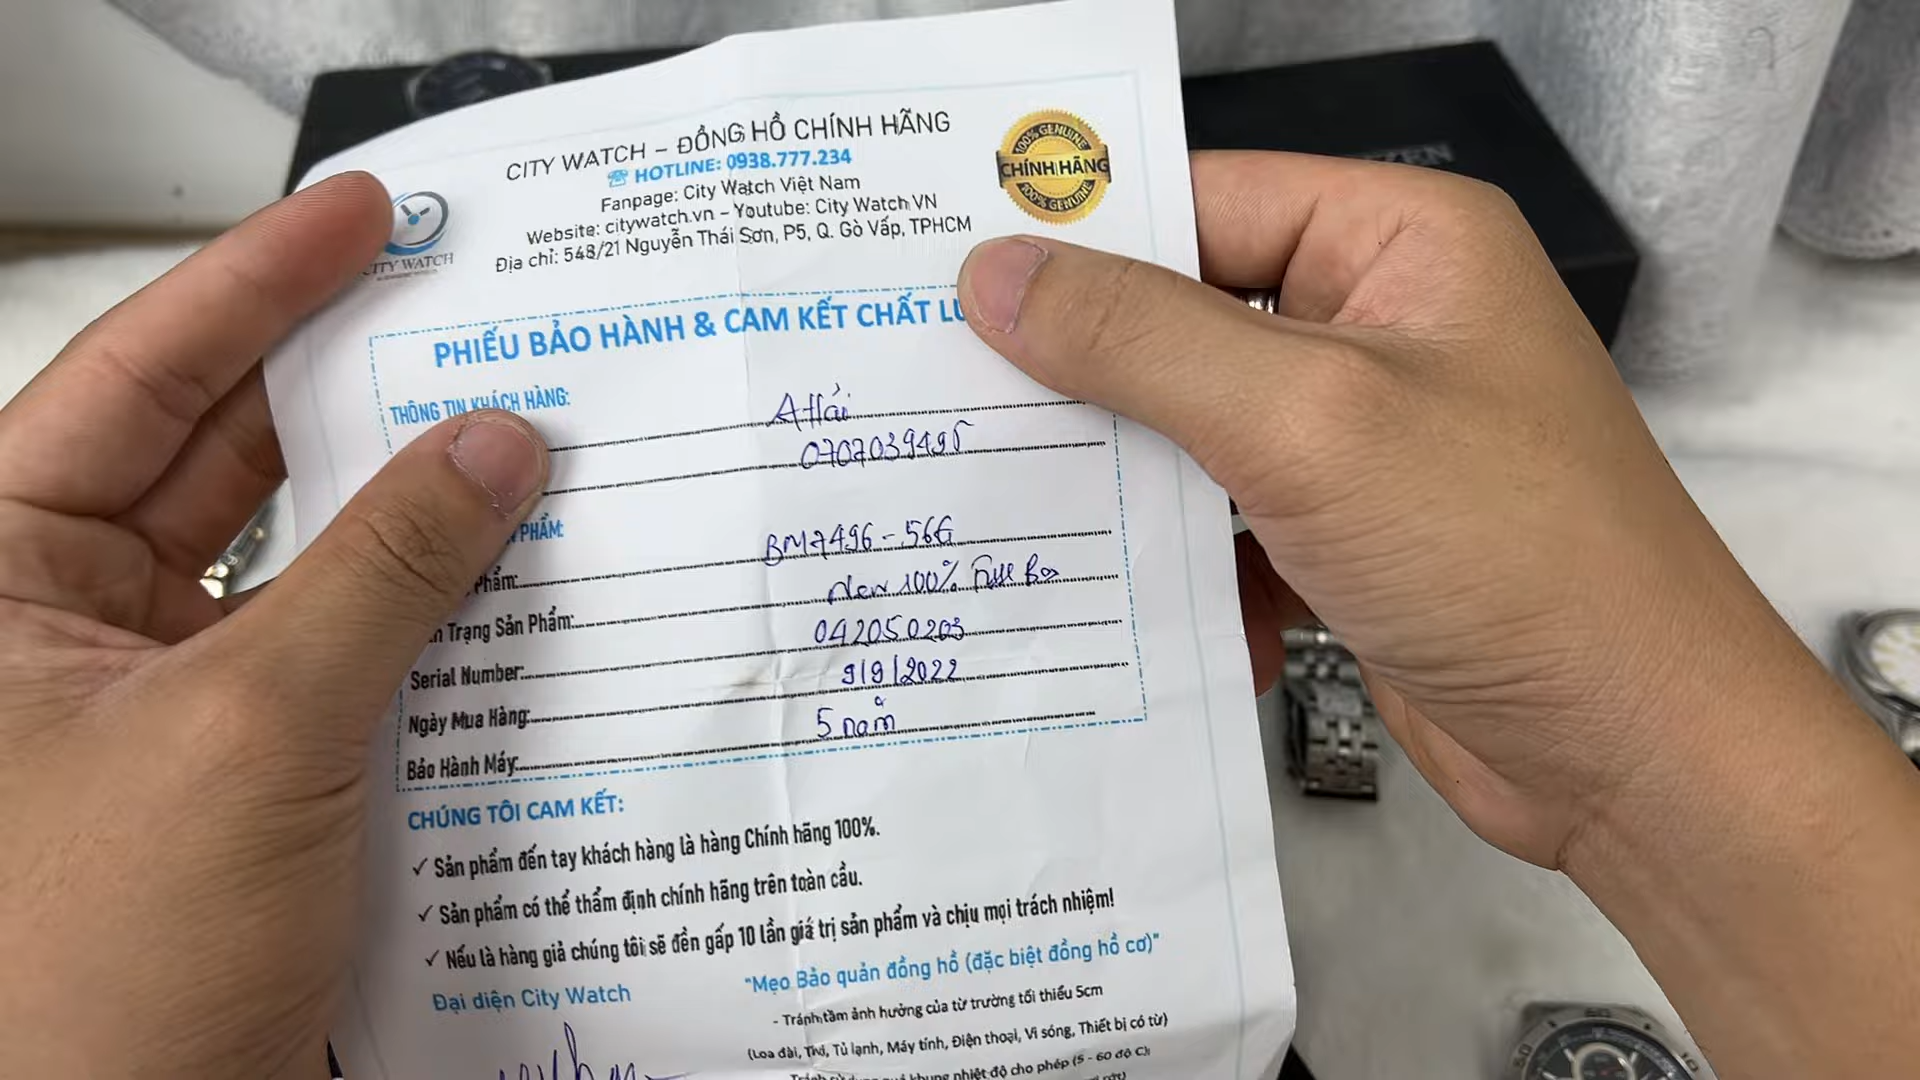 CITY WATCH – ĐỒNG HỒ CHÍNH HÃNG
HOTLINE: 0938.777.234
Fanpage: City Watch Việt Nam
Website: citywatch.vn – Youtube: City Watch VN
Địa chỉ: 548/21 Nguyễn Thái Sơn, P5, Q. Gò Vấp, TPHCM
CITY WATCH
100% GENUINE
CHÍNH HÃNG
100% GENUINE
PHIẾU BẢO HÀNH & CAM KẾT CHẤT
THÔNG TIN KHÁCH HÀNG:
A Hải
0707039495
PHẨM:
Phẩm: BM7496-56G
Trạng Sản Phẩm: New 100% Full Box
Serial Number: 042050203
Ngày Mua Hàng: 9/9/2022
Bảo Hành Máy: 5 năm
CHÚNG TÔI CAM KẾT:
✓ Sản phẩm đến tay khách hàng là hàng Chính hãng 100%.
✓ Sản phẩm có thể thẩm định chính hãng trên toàn cầu.
✓ Nếu là hàng giả chúng tôi sẽ đền gấp 10 lần giá trị sản phẩm và chịu mọi trách nhiệm!
Đại diện City Watch
"Mẹo Bảo quản đồng hồ (đặc biệt đồng hồ cơ)"
- Tránh tầm ảnh hưởng của từ trường tối thiểu 5cm
(Loa đài, Tivi, Tủ lạnh, Máy tính, Điện thoại, Vi sóng, Thiết bị có từ)
khung nhiệt độ cho phép (5 - 60 độ C)